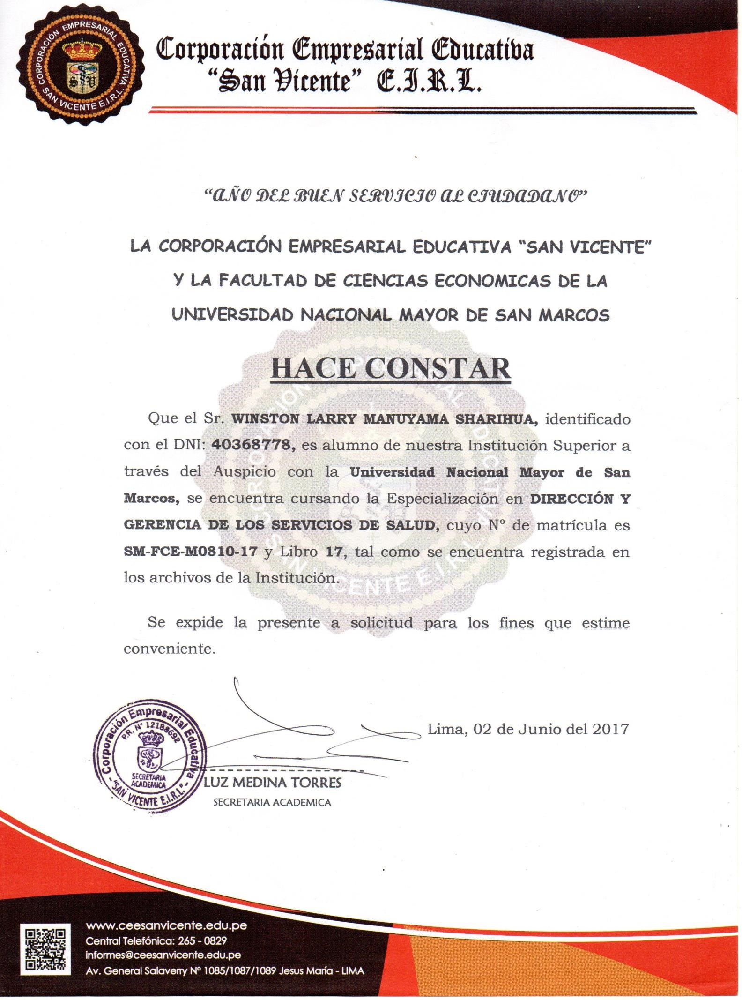 CORPORACIÓN EMPRESARIAL EDUCATIVA
SAN VICENTE E.I.R.L.
S V
Corporación Empresarial Educativa
“San Vicente” E.I.R.L.
“AÑO DEL BUEN SERVICIO AL CIUDADANO”
LA CORPORACIÓN EMPRESARIAL EDUCATIVA “SAN VICENTE”
Y LA FACULTAD DE CIENCIAS ECONOMICAS DE LA
UNIVERSIDAD NACIONAL MAYOR DE SAN MARCOS
HACE CONSTAR
Que el Sr. WINSTON LARRY MANUYAMA SHARIHUA, identificado
con el DNI: 40368778, es alumno de nuestra Institución Superior a
través del Auspicio con la Universidad Nacional Mayor de San
Marcos, se encuentra cursando la Especialización en DIRECCIÓN Y
GERENCIA DE LOS SERVICIOS DE SALUD, cuyo Nº de matrícula es
SM-FCE-M0810-17 y Libro 17, tal como se encuentra registrada en
los archivos de la Institución.
CORPORACIÓN EMPRESARIAL EDUCATIVA
SAN VICENTE E.I.R.L.
S V
Se expide la presente a solicitud para los fines que estime
conveniente.
Lima, 02 de Junio del 2017
Corporación Empresarial Educativa
P.R. Nº 12188692
SECRETARIA
ACADEMICA
- "SAN VICENTE E.I.R.L." -
LUZ MEDINA TORRES
SECRETARIA ACADEMICA
www.ceesanvicente.edu.pe
Central Telefónica: 265 - 0829
informes@ceesanvicente.edu.pe
Av. General Salaverry Nº 1085/1087/1089 Jesus María - LIMA